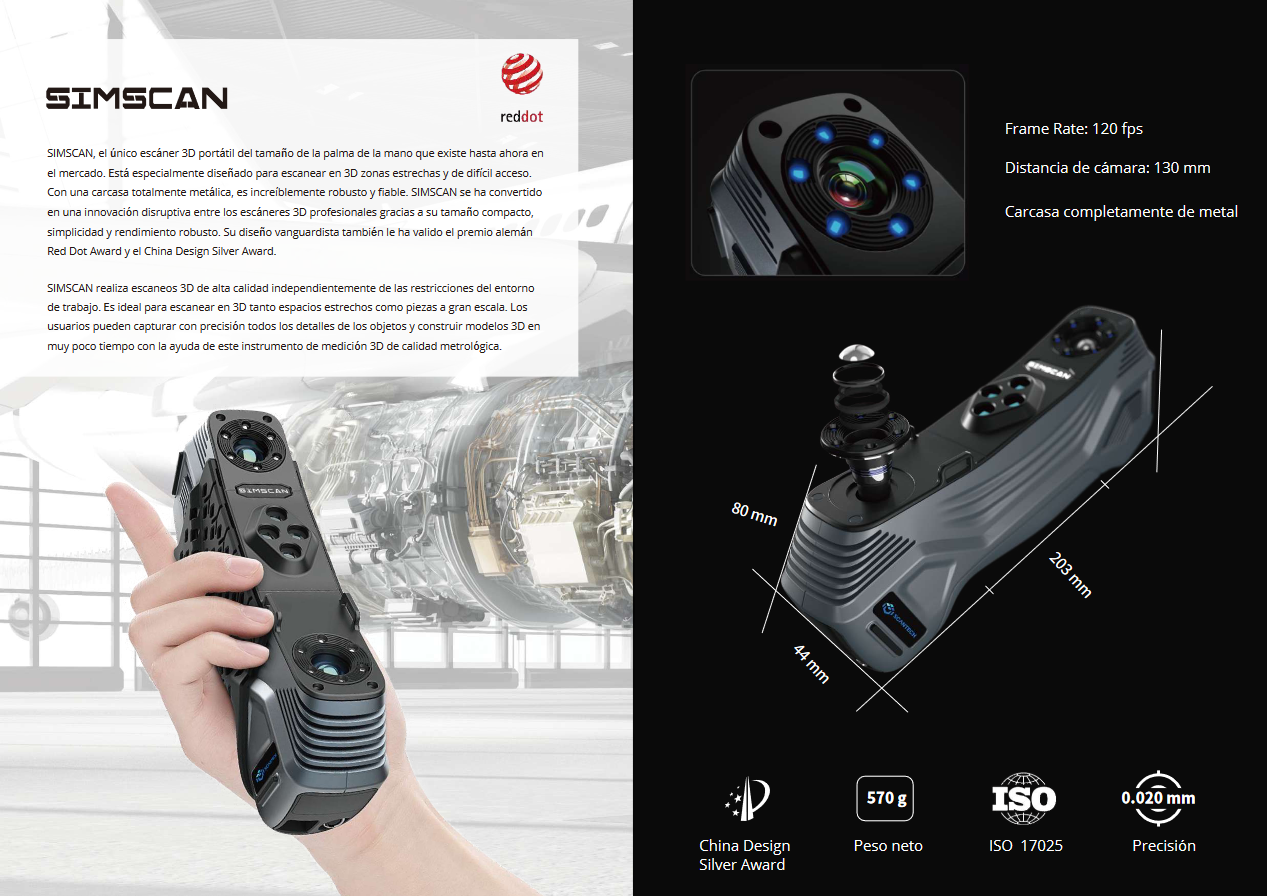 SIMSCAN
reddot
SIMSCAN, el único escáner 3D portátil del tamaño de la palma de la mano que existe hasta ahora en
el mercado. Está especialmente diseñado para escanear en 3D zonas estrechas y de difícil acceso.
Con una carcasa totalmente metálica, es increíblemente robusto y fiable. SIMSCAN se ha convertido
en una innovación disruptiva entre los escáneres 3D profesionales gracias a su tamaño compacto,
simplicidad y rendimiento robusto. Su diseño vanguardista también le ha valido el premio alemán
Red Dot Award y el China Design Silver Award.
SIMSCAN realiza escaneos 3D de alta calidad independientemente de las restricciones del entorno
de trabajo. Es ideal para escanear en 3D tanto espacios estrechos como piezas a gran escala. Los
usuarios pueden capturar con precisión todos los detalles de los objetos y construir modelos 3D en
muy poco tiempo con la ayuda de este instrumento de medición 3D de calidad metrológica.
SIMSCAN
Frame Rate: 120 fps
Distancia de cámara: 130 mm
Carcasa completamente de metal
SIMSCAN
80 mm
203 mm
44 mm
SCANTECH
570 g
ISO
0.020 mm
China Design
Silver Award
Peso neto
ISO 17025
Precisión